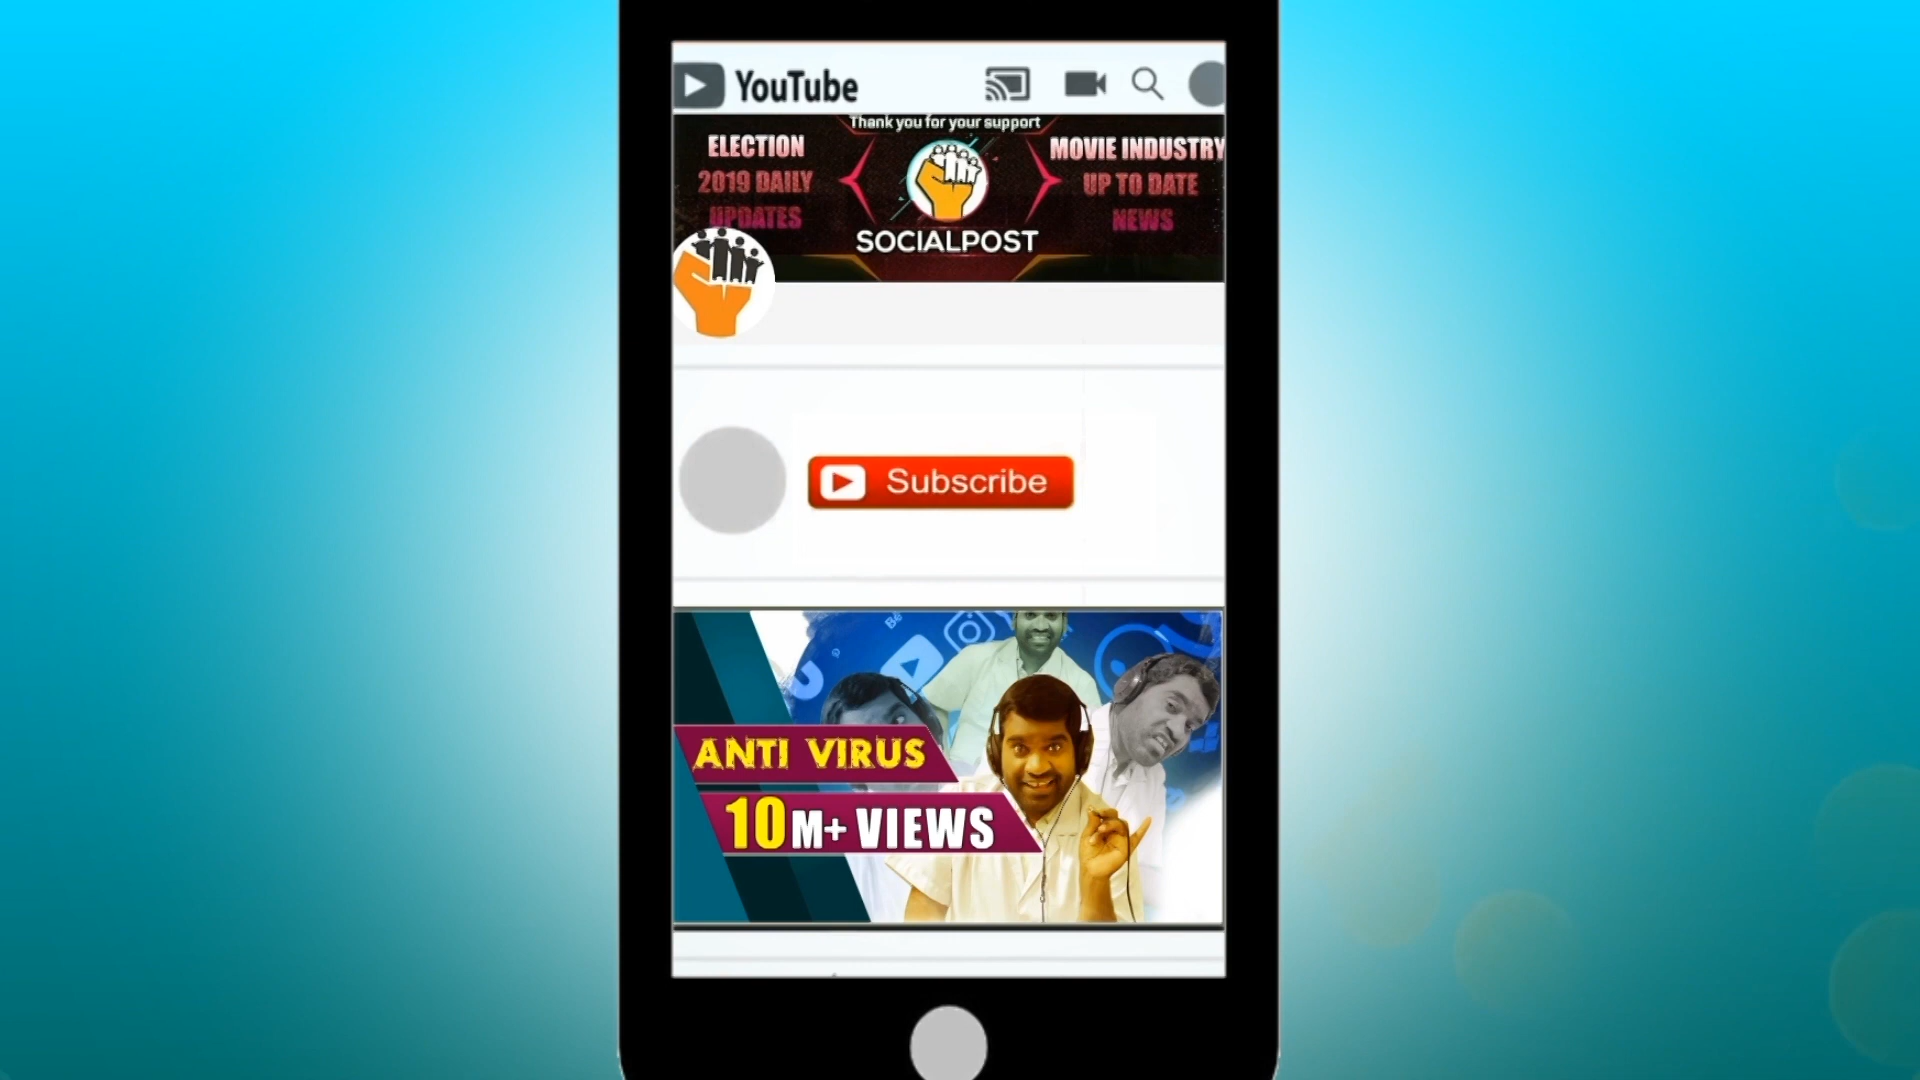 YouTube
Thank you for your support
ELECTION
2019 DAILY
UPDATES
SOCIALPOST
MOVIE INDUSTRY
UP TO DATE
NEWS
Subscribe
Be
ANTI VIRUS
10M+ VIEWS